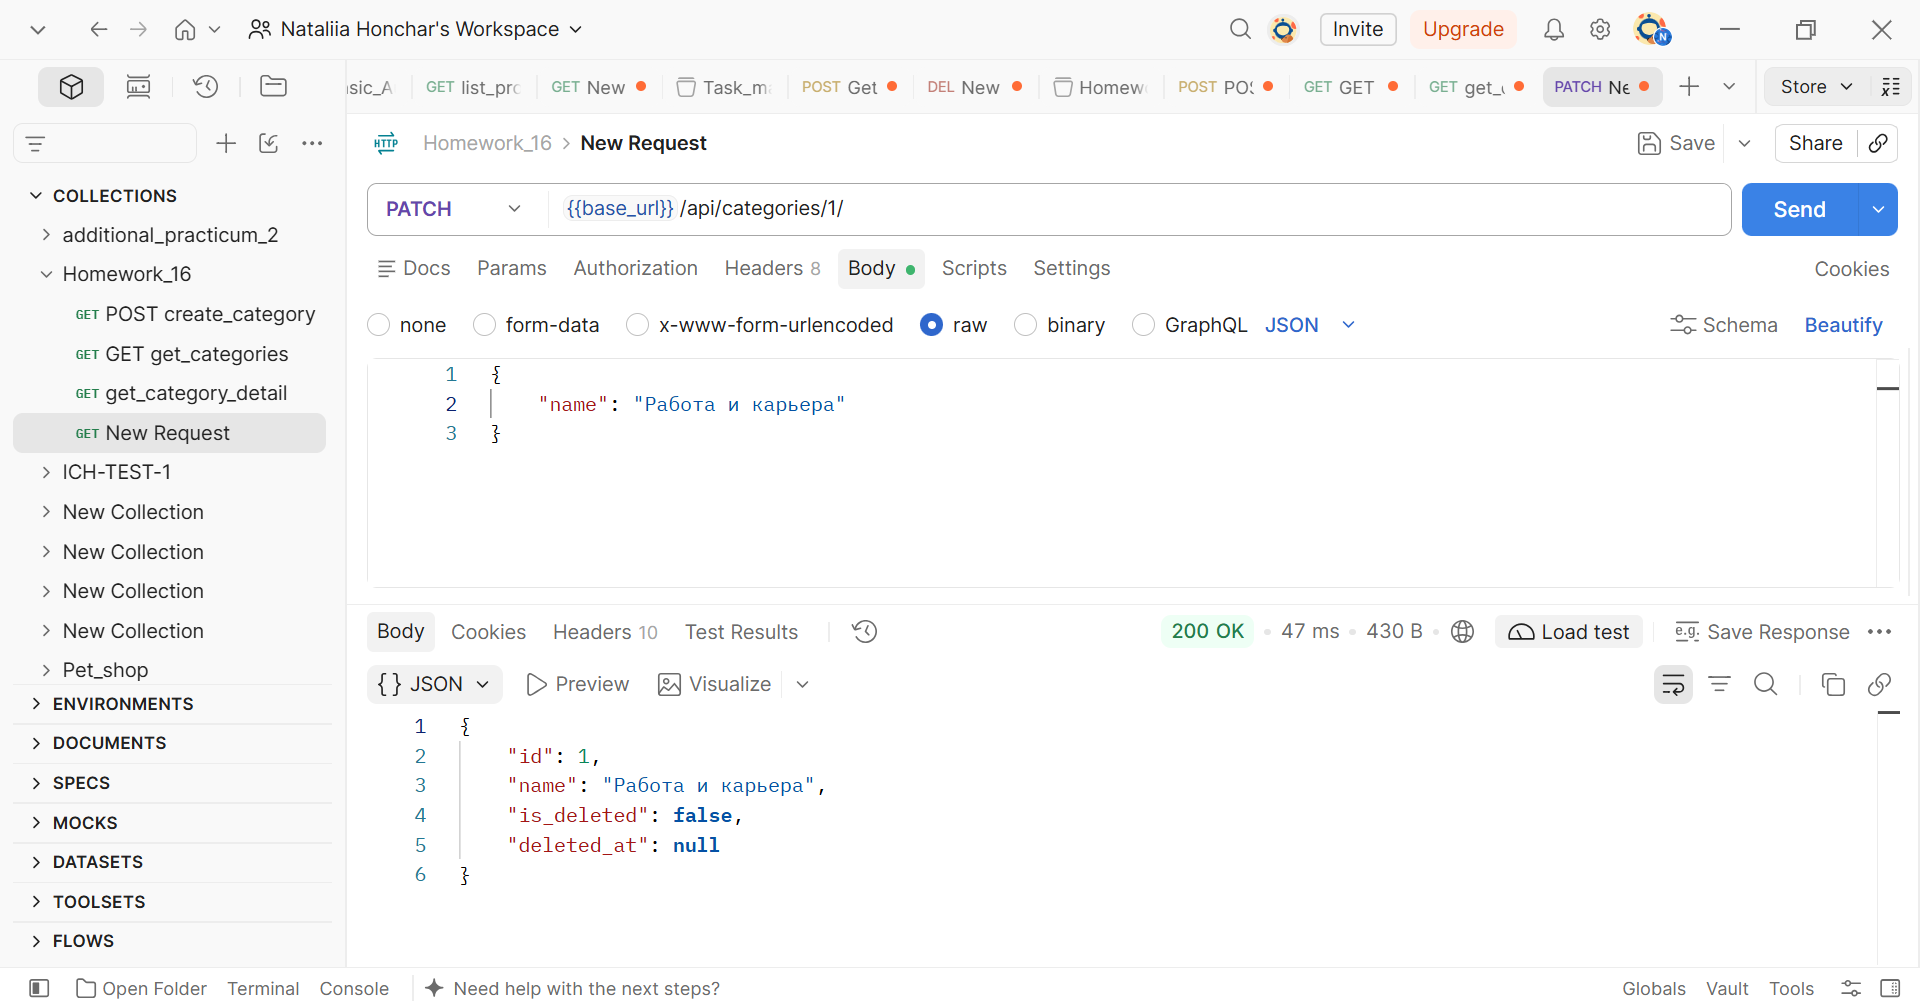 Nataliia Honchar's Workspace
Invite
Upgrade
GET list_pro
GET New
Task_ma
POST Get
DEL New
Homew
POST POS
GET GET
GET get_
PATCH Ne
Store
Homework_16 > New Request
Save
Share
COLLECTIONS
additional_practicum_2
Homework_16
GET POST create_category
GET GET get_categories
GET get_category_detail
GET New Request
ICH-TEST-1
New Collection
New Collection
New Collection
New Collection
Pet_shop
ENVIRONMENTS
DOCUMENTS
SPECS
MOCKS
DATASETS
TOOLSETS
FLOWS
HTTP
PATCH
{{base_url}} /api/categories/1/
Send
Docs
Params
Authorization
Headers 8
Body
Scripts
Settings
Cookies
none
form-data
x-www-form-urlencoded
raw
binary
GraphQL
JSON
Schema
Beautify
1 {
2 "name": "Работа и карьера"
3 }
Body
Cookies
Headers 10
Test Results
200 OK
47 ms
430 B
Load test
e.g. Save Response
{} JSON
Preview
Visualize
1 {
2 "id": 1,
3 "name": "Работа и карьера",
4 "is_deleted": false,
5 "deleted_at": null
6 }
Open Folder
Terminal
Console
Need help with the next steps?
Globals
Vault
Tools